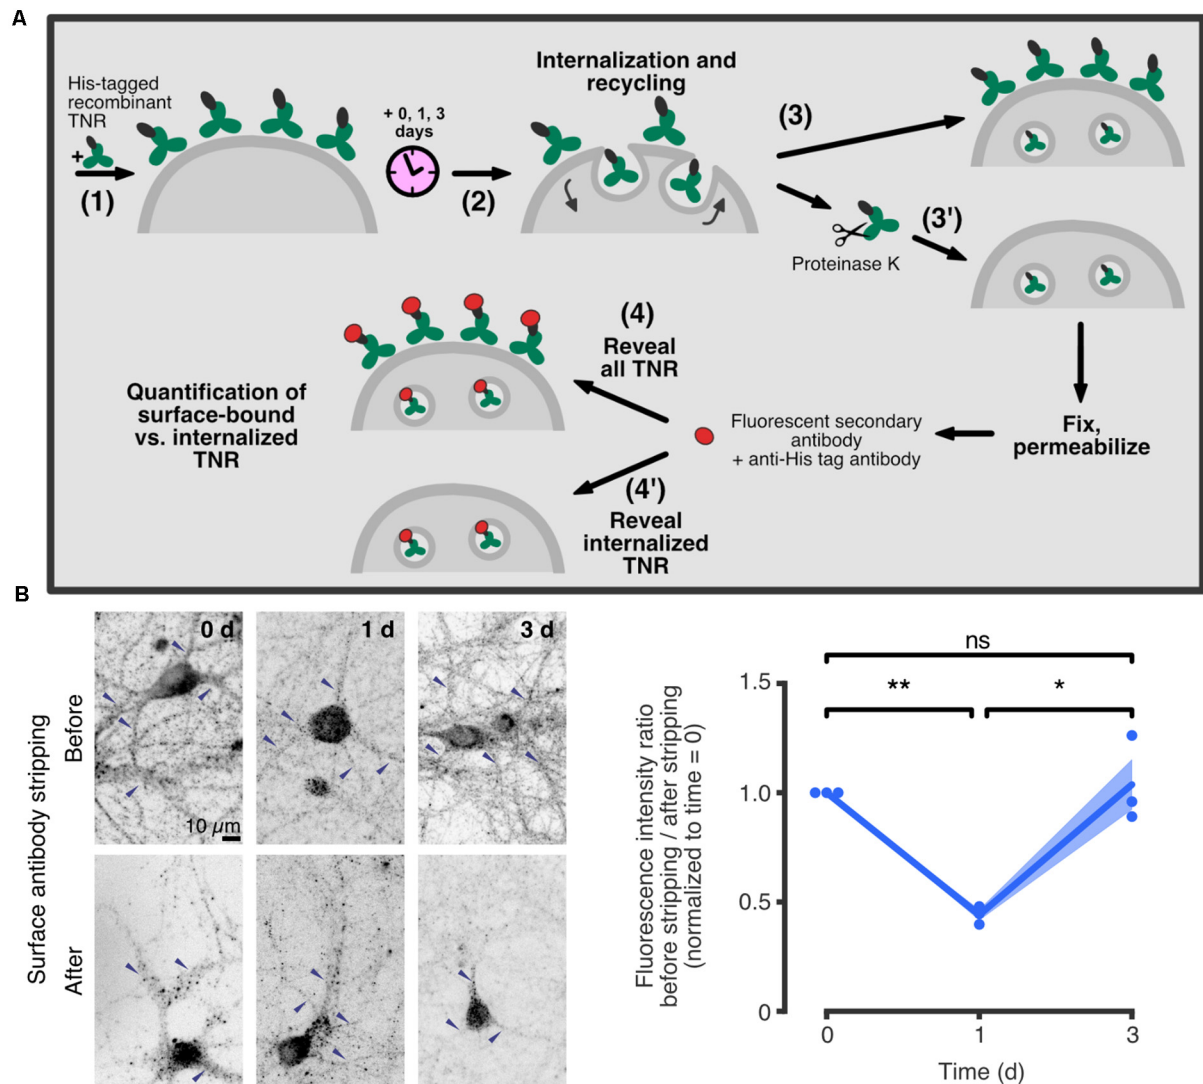 A
His-tagged
recombinant
TNR
+
(1)
+ 0, 1, 3
days
(2)
Internalization and
recycling
(3)
(3')
Proteinase K
Fix,
permeabilize
Fluorescent secondary
antibody
+ anti-His tag antibody
(4)
Reveal
all TNR
(4')
Reveal
internalized
TNR
Quantification of
surface-bound
vs. internalized
TNR
B
Surface antibody stripping
Before
After
0 d
1 d
3 d
10 µm
Fluorescence intensity ratio
before stripping / after stripping
(normalized to time = 0)
1.5
1.0
0.5
0
ns
**
*
0
1
3
Time (d)